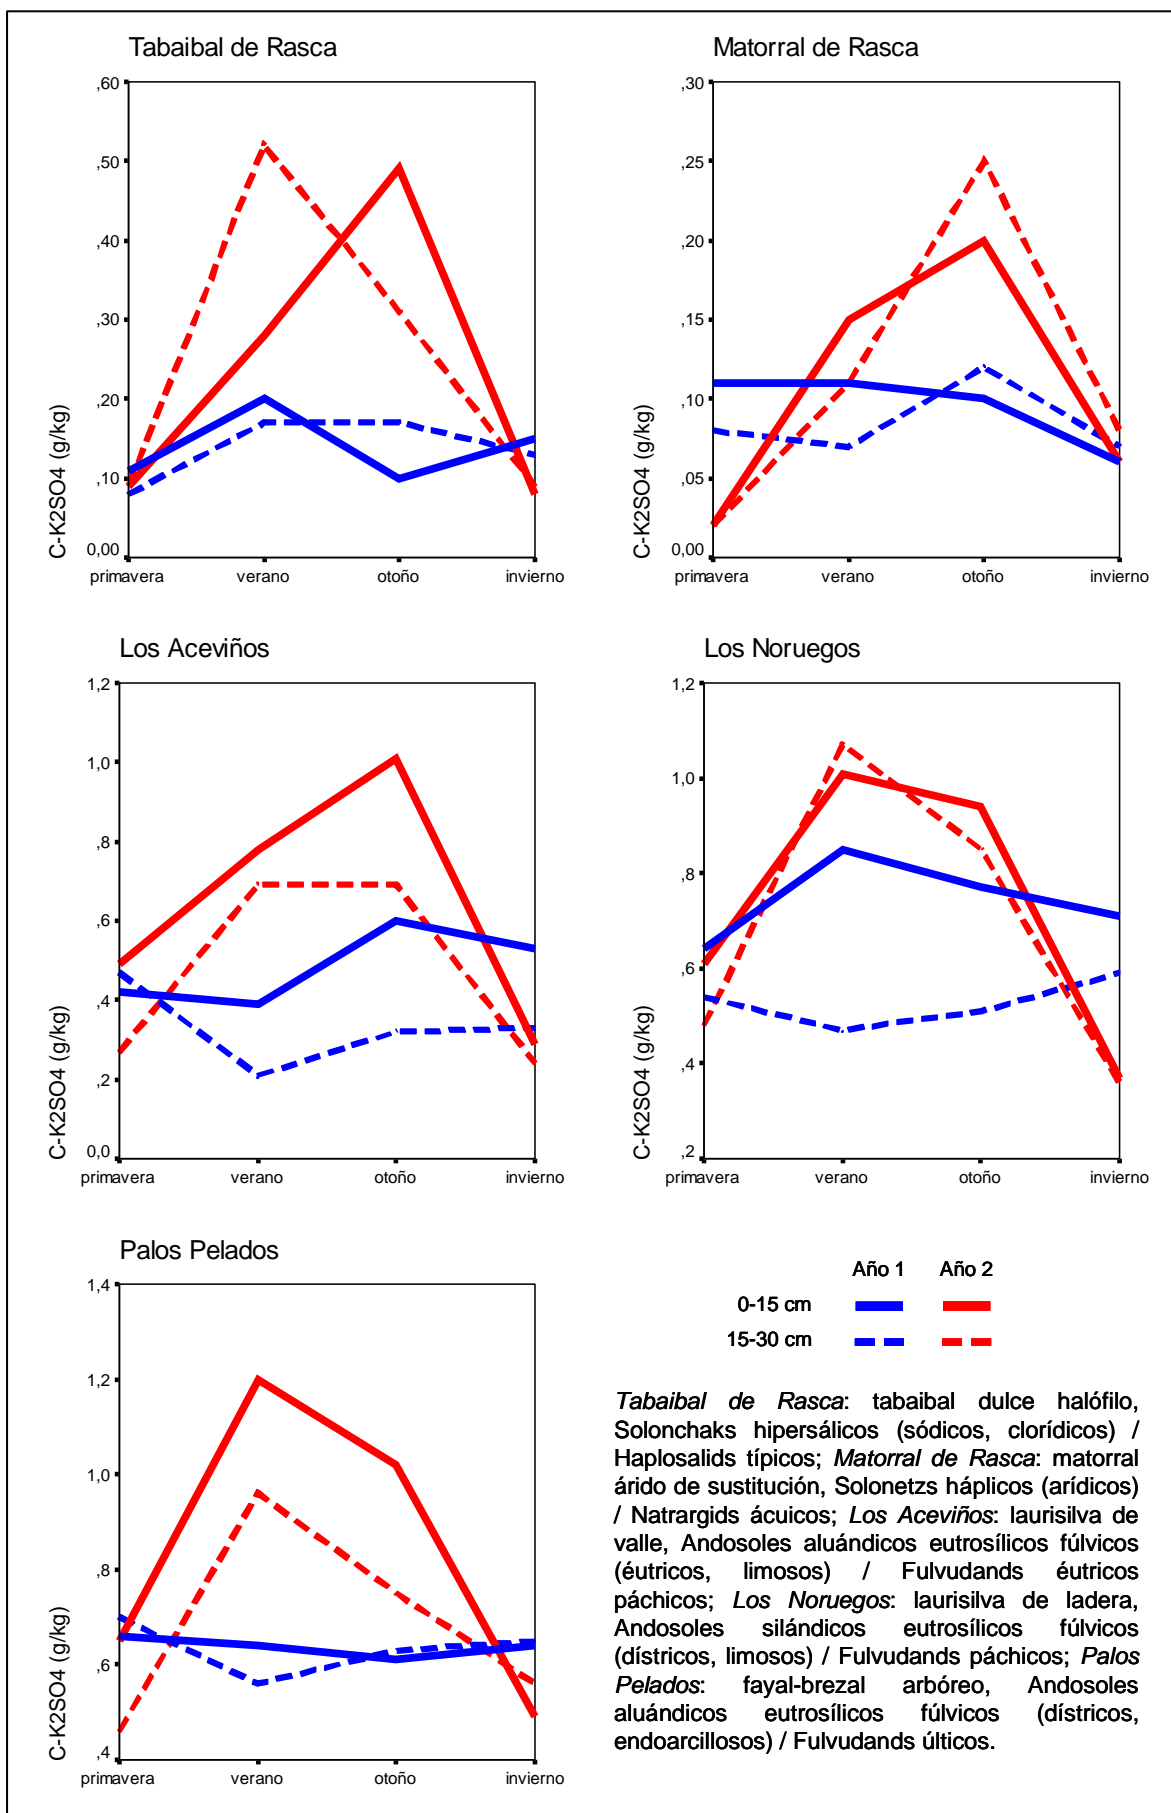 Tabaibal de Rasca
,60
,50
,40
,30
,20
,10
0,00
C-K2SO4 (g/kg)
primavera verano otoño invierno
Matorral de Rasca
,30
,25
,20
,15
,10
,05
0,00
C-K2SO4 (g/kg)
primavera verano otoño invierno
Los Aceviños
1,2
1,0
,8
,6
,4
,2
0,0
C-K2SO4 (g/kg)
primavera verano otoño invierno
Los Noruegos
1,2
1,0
,8
,6
,4
,2
C-K2SO4 (g/kg)
primavera verano otoño invierno
Palos Pelados
1,4
1,2
1,0
,8
,6
,4
C-K2SO4 (g/kg)
primavera verano otoño invierno
Año 1 Año 2
0-15 cm
15-30 cm
Tabaibal de Rasca: tabaibal dulce halófilo,
Solonchaks hipersálicos (sódicos, clorídicos) /
Haplosalids típicos; Matorral de Rasca: matorral
árido de sustitución, Solonetzs háplicos (arídicos)
/ Natrargids ácuicos; Los Aceviños: laurisilva de
valle, Andosoles aluándicos eutrosílicos fúlvicos
(éutricos, limosos) / Fulvudands éutricos
páchicos; Los Noruegos: laurisilva de ladera,
Andosoles silándicos eutrosílicos fúlvicos
(dístricos, limosos) / Fulvudands páchicos; Palos
Pelados: fayal-brezal arbóreo, Andosoles
aluándicos eutrosílicos fúlvicos (dístricos,
endoarcillosos) / Fulvudands últicos.